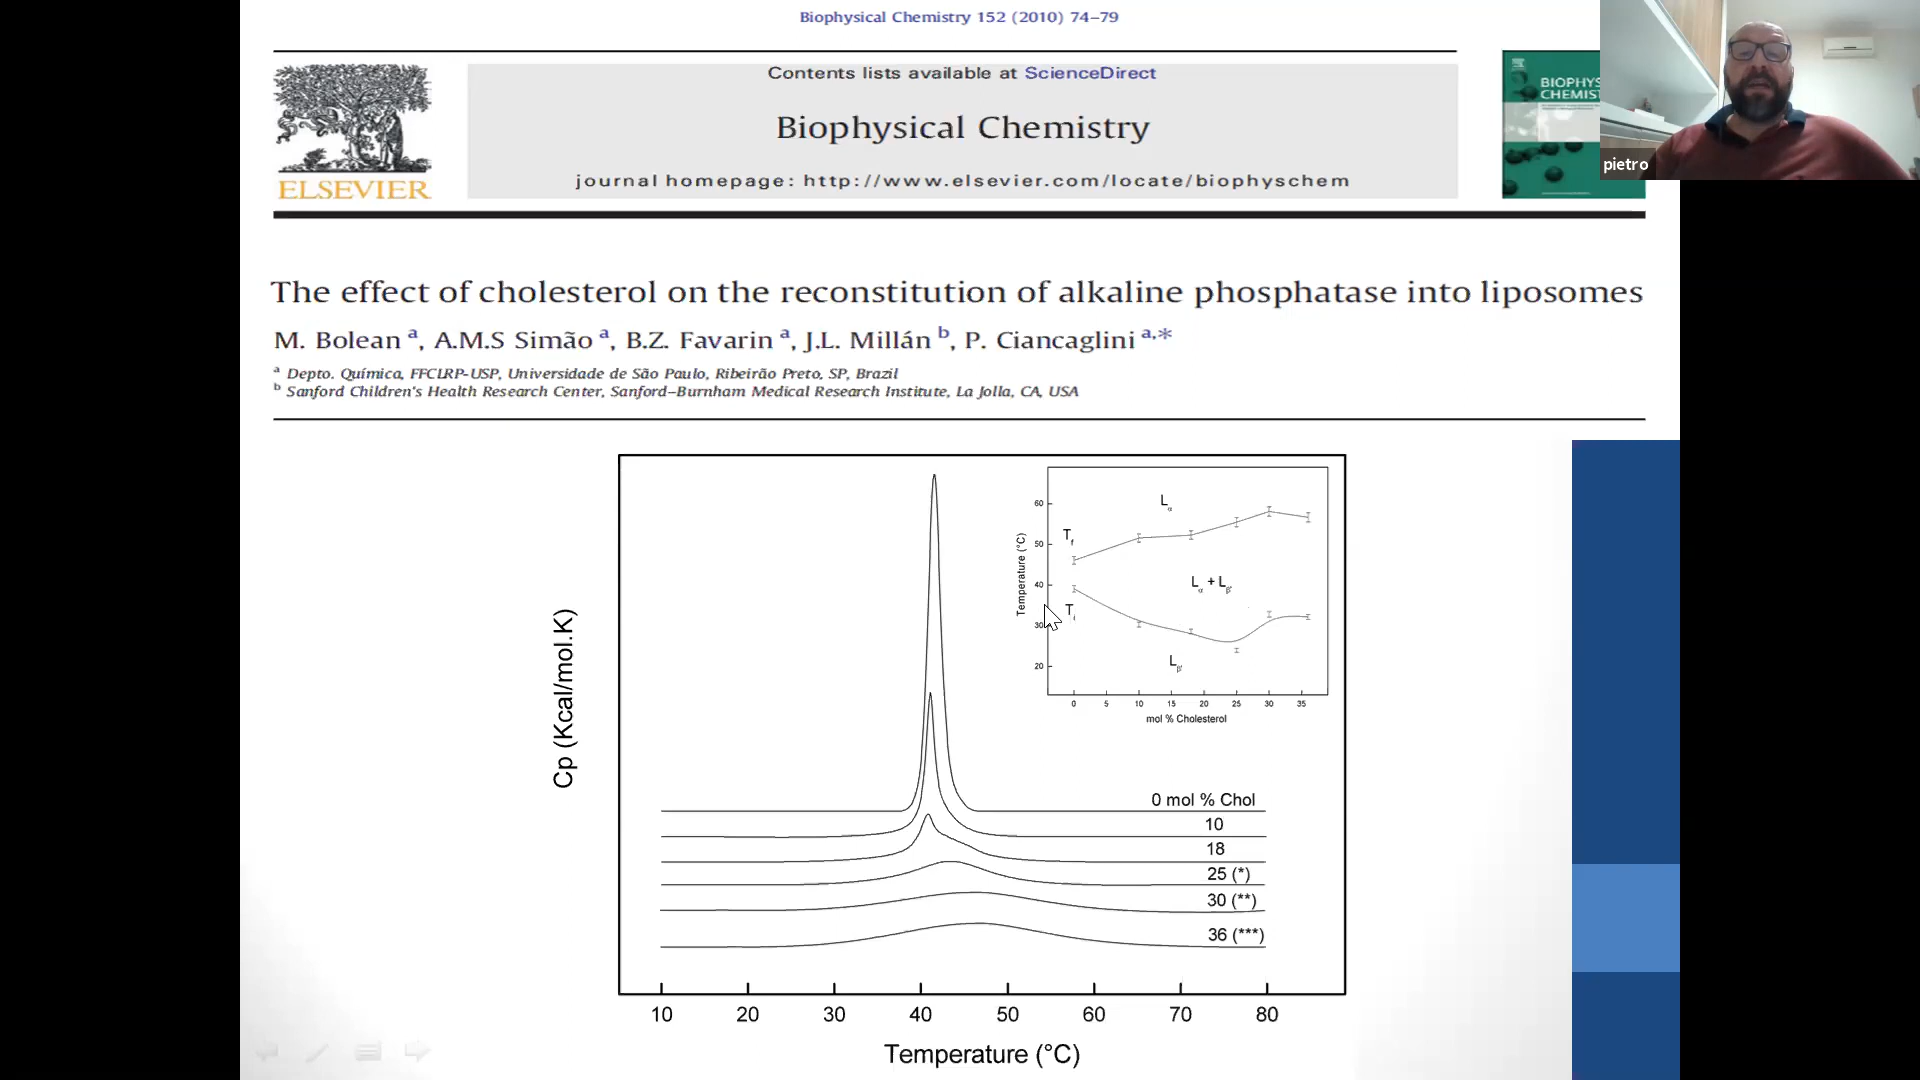 Biophysical Chemistry 152 (2010) 74–79
Contents lists available at ScienceDirect
Biophysical Chemistry
journal homepage: http://www.elsevier.com/locate/biophyschem
ELSEVIER
BIOPHYS
CHEMIST
pietro
The effect of cholesterol on the reconstitution of alkaline phosphatase into liposomes
M. Bolean a, A.M.S Simão a, B.Z. Favarin a, J.L. Millán b, P. Ciancaglini a,*
a Depto. Química, FFCLRP-USP, Universidade de São Paulo, Ribeirão Preto, SP, Brazil
b Sanford Children's Health Research Center, Sanford–Burnham Medical Research Institute, La Jolla, CA, USA
Cp (Kcal/mol.K)
Temperature (°C)
60
50
40
30
20
Lα
Tf
Lα + Lβ'
Ti
Lβ'
0 5 10 15 20 25 30 35
mol % Cholesterol
0 mol % Chol
10
18
25 (*)
30 (**)
36 (***)
10 20 30 40 50 60 70 80
Temperature (°C)